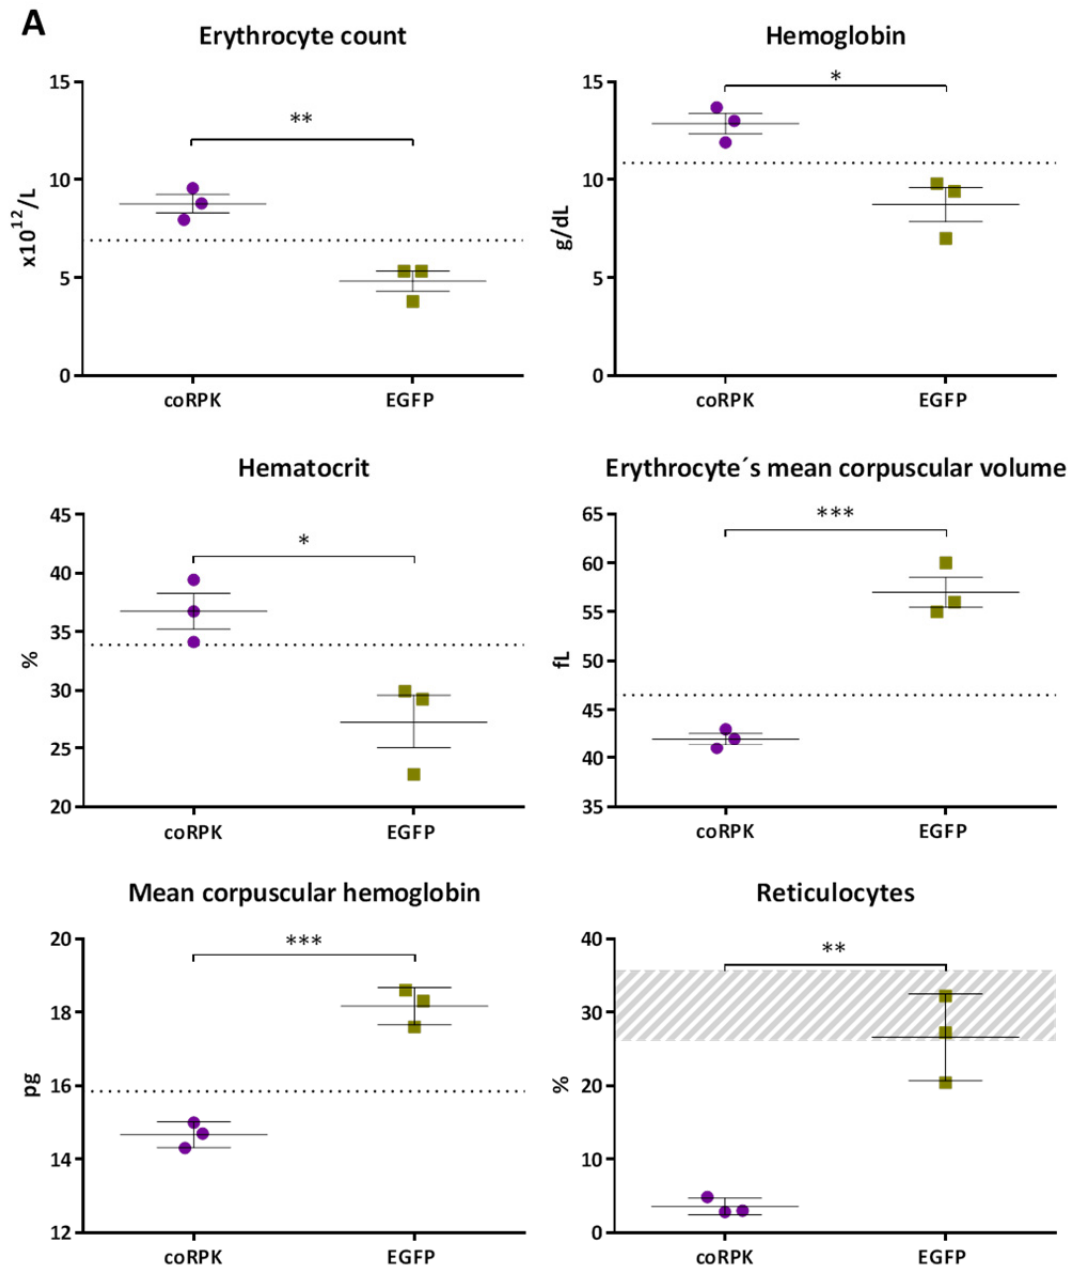 A
Erythrocyte count
Hemoglobin
15
10
5
0
x10¹²/L
**
coRPK
EGFP
15
10
5
0
g/dL
*
coRPK
EGFP
Hematocrit
Erythrocyte´s mean corpuscular volume
45
40
35
30
25
20
%
*
coRPK
EGFP
65
60
55
50
45
40
35
fL
***
coRPK
EGFP
Mean corpuscular hemoglobin
Reticulocytes
20
18
16
14
12
pg
***
coRPK
EGFP
40
30
20
10
0
%
**
coRPK
EGFP